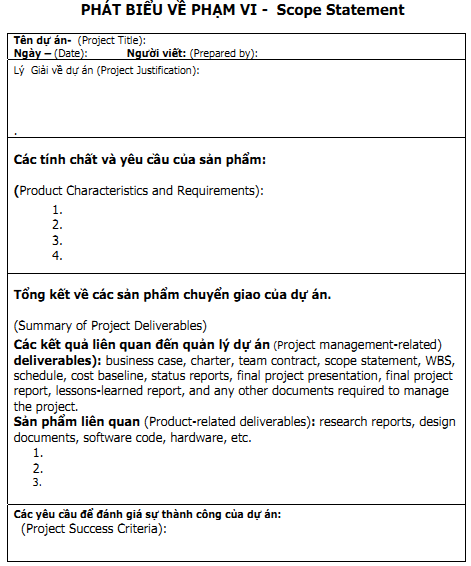 PHÁT BIỂU VỀ PHẠM VI - Scope Statement
Tên dự án- (Project Title):
Ngày – (Date): Người viết: (Prepared by):
Lý Giải về dự án (Project Justification):
.
Các tính chất và yêu cầu của sản phẩm:
(Product Characteristics and Requirements):
1.
2.
3.
4.
Tổng kết về các sản phẩm chuyển giao của dự án.
(Summary of Project Deliverables)
Các kết quả liên quan đến quản lý dự án (Project management-related)
deliverables): business case, charter, team contract, scope statement, WBS,
schedule, cost baseline, status reports, final project presentation, final project
report, lessons-learned report, and any other documents required to manage
the project.
Sản phẩm liên quan (Product-related deliverables): research reports, design
documents, software code, hardware, etc.
1.
2.
3.
Các yêu cầu để đánh giá sự thành công của dự án:
(Project Success Criteria):